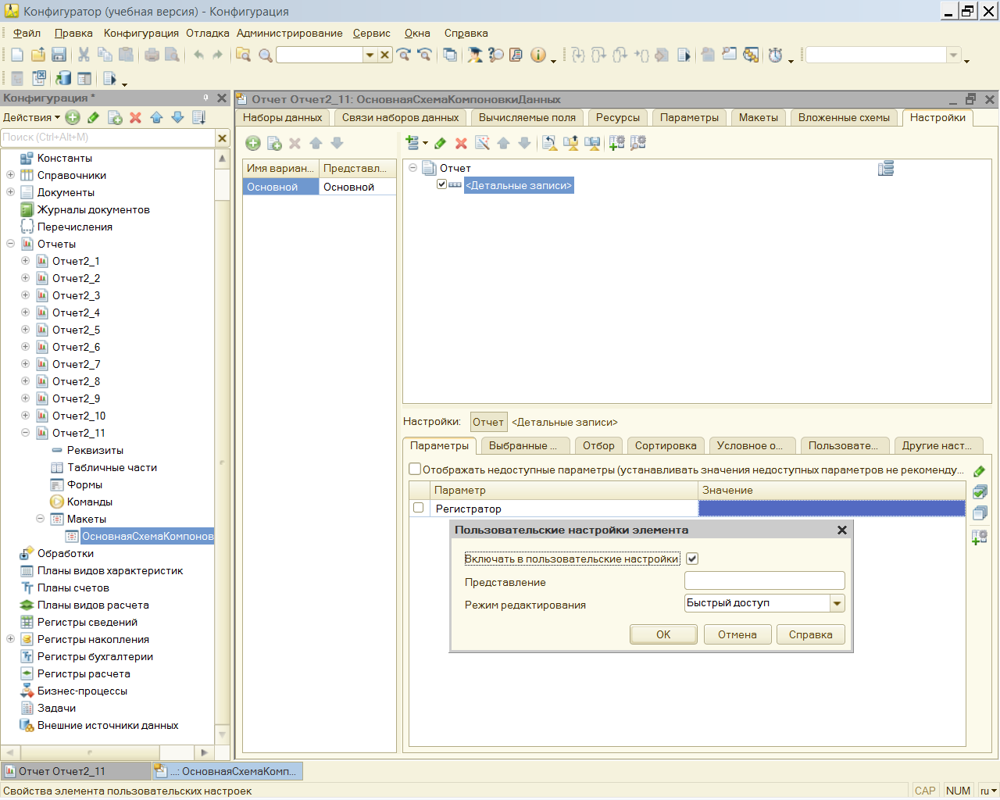 Конфигуратор (учебная версия) - Конфигурация
Файл Правка Конфигурация Отладка Администрирование Сервис Окна Справка
Конфигурация *
Действия
Поиск (Ctrl+Alt+M)
Константы
Справочники
Документы
Журналы документов
Перечисления
Отчеты
Отчет2_1
Отчет2_2
Отчет2_3
Отчет2_4
Отчет2_5
Отчет2_6
Отчет2_7
Отчет2_8
Отчет2_9
Отчет2_10
Отчет2_11
Реквизиты
Табличные части
Формы
Команды
Макеты
ОсновнаяСхемаКомпонов
Обработки
Планы видов характеристик
Планы счетов
Планы видов расчета
Регистры сведений
Регистры накопления
Регистры бухгалтерии
Регистры расчета
Бизнес-процессы
Задачи
Внешние источники данных
Отчет Отчет2_11: ОсновнаяСхемаКомпоновкиДанных
Наборы данных Связи наборов данных Вычисляемые поля Ресурсы Параметры Макеты Вложенные схемы Настройки
Имя вариан... Представл...
Основной Основной
Отчет
<Детальные записи>
Настройки: Отчет <Детальные записи>
Параметры Выбранные ... Отбор Сортировка Условное о... Пользовате... Другие наст...
Отображать недоступные параметры (устанавливать значения недоступных параметров не рекоменду...
Параметр Значение
Регистратор
Пользовательские настройки элемента
Включать в пользовательские настройки
Представление
Режим редактирования Быстрый доступ
ОК Отмена Справка
Отчет Отчет2_11 ...: ОсновнаяСхемаКомп...
Свойства элемента пользовательских настроек CAP NUM ru